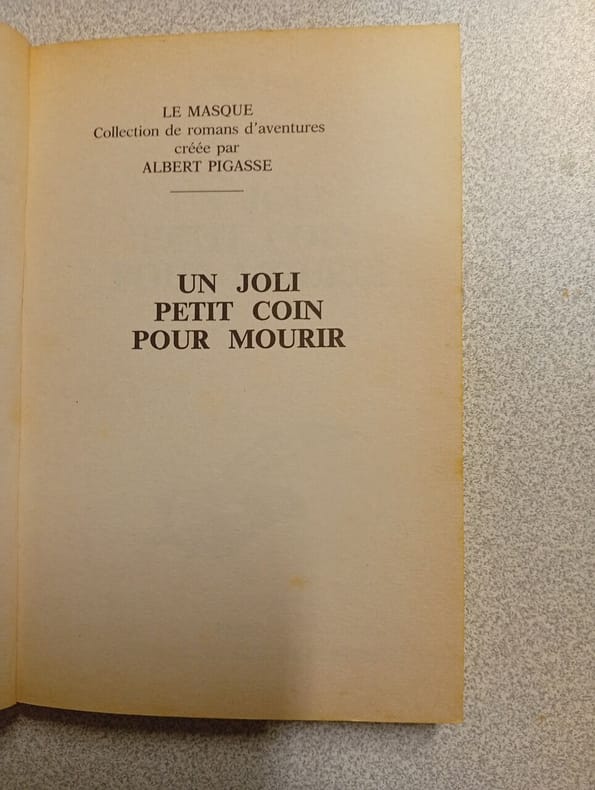 LE MASQUE
Collection de romans d'aventures
créée par
ALBERT PIGASSE
UN JOLI
PETIT COIN
POUR MOURIR